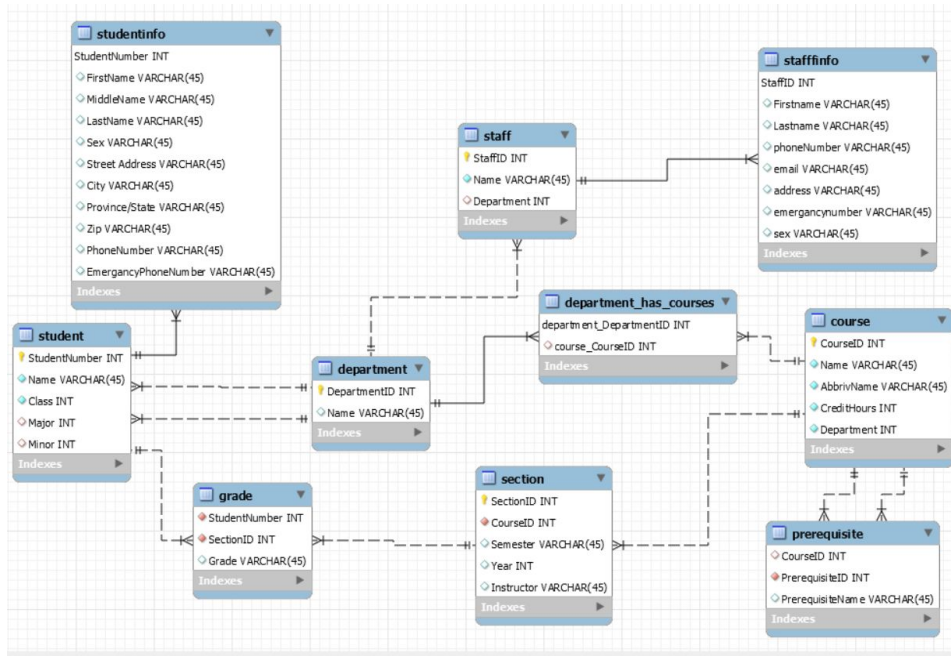 studentinfo
StudentNumber INT
FirstName VARCHAR(45)
MiddleName VARCHAR(45)
LastName VARCHAR(45)
Sex VARCHAR(45)
Street Address VARCHAR(45)
City VARCHAR(45)
Province/State VARCHAR(45)
Zip VARCHAR(45)
PhoneNumber VARCHAR(45)
EmergancyPhoneNumber VARCHAR(45)
Indexes
stafffinfo
StaffID INT
Firstname VARCHAR(45)
Lastname VARCHAR(45)
phoneNumber VARCHAR(45)
email VARCHAR(45)
address VARCHAR(45)
emergancynumber VARCHAR(45)
sex VARCHAR(45)
Indexes
staff
StaffID INT
Name VARCHAR(45)
Department INT
Indexes
department_has_courses
department_DepartmentID INT
course_CourseID INT
Indexes
course
CourseID INT
Name VARCHAR(45)
AbbrivName VARCHAR(45)
CreditHours INT
Department INT
Indexes
student
StudentNumber INT
Name VARCHAR(45)
Class INT
Major INT
Minor INT
Indexes
department
DepartmentID INT
Name VARCHAR(45)
Indexes
grade
StudentNumber INT
SectionID INT
Grade VARCHAR(45)
Indexes
section
SectionID INT
CourseID INT
Semester VARCHAR(45)
Year INT
Instructor VARCHAR(45)
Indexes
prerequisite
CourseID INT
PrerequisiteID INT
PrerequisiteName VARCHAR(45)
Indexes